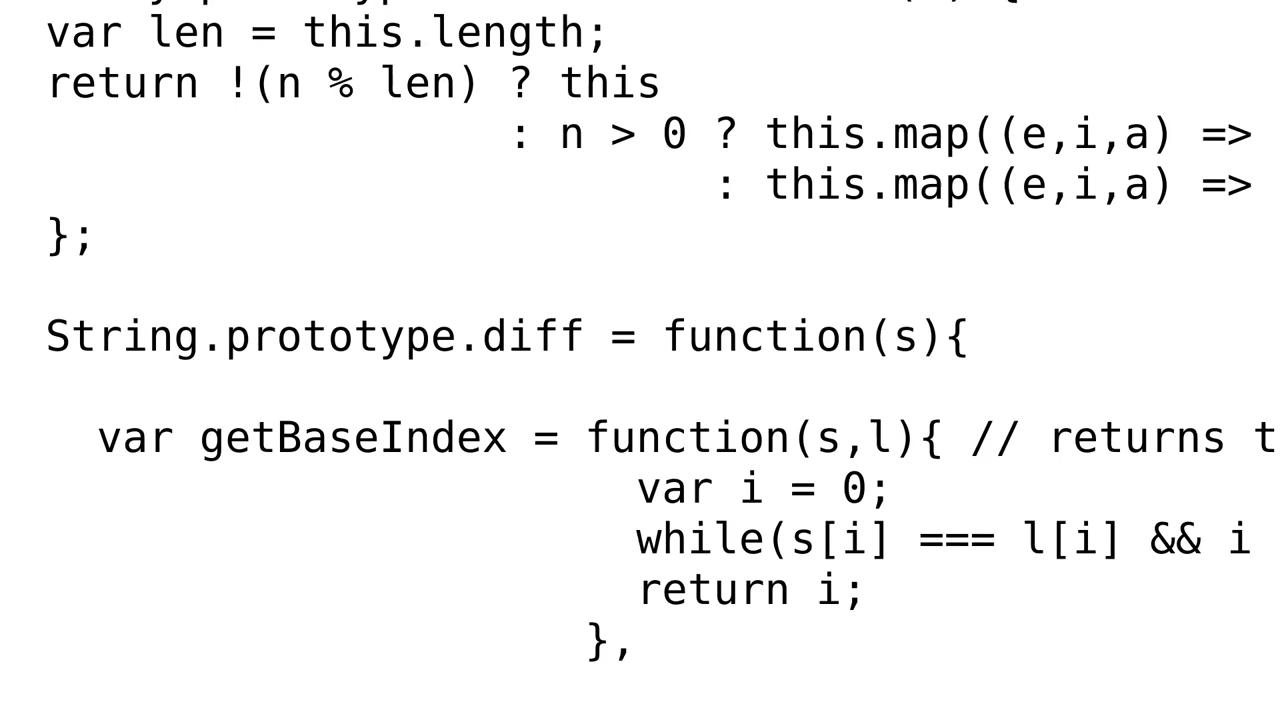 var len = this.length;
return !(n % len) ? this
: n > 0 ? this.map((e,i,a) =>
: this.map((e,i,a) =>
};
String.prototype.diff = function(s){
var getBaseIndex = function(s,l){ // returns t
var i = 0;
while(s[i] === l[i] && i
return i;
},